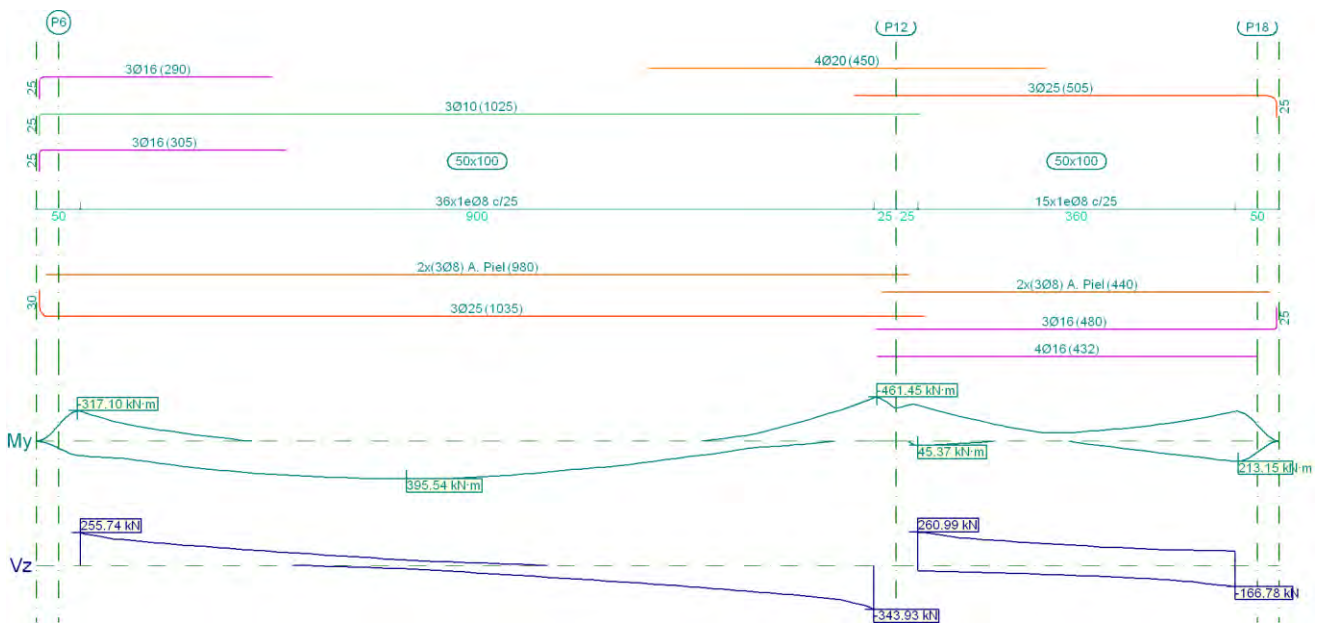 P6
P12
P18
4Ø20 (450)
3Ø16 (290)
25
3Ø25 (505)
25
3Ø10 (1025)
25
3Ø16 (305)
25
50x100
50x100
36x1eØ8 c/25
15x1eØ8 c/25
50
900
25
25
360
50
2x(3Ø8) A. Piel (980)
2x(3Ø8) A. Piel (440)
30
3Ø25 (1035)
25
3Ø16 (480)
4Ø16 (432)
-317.10 kN·m
-461.45 kN·m
My
45.37 kN·m
213.15 kN·m
395.54 kN·m
255.74 kN
260.99 kN
Vz
-166.78 kN
-343.93 kN